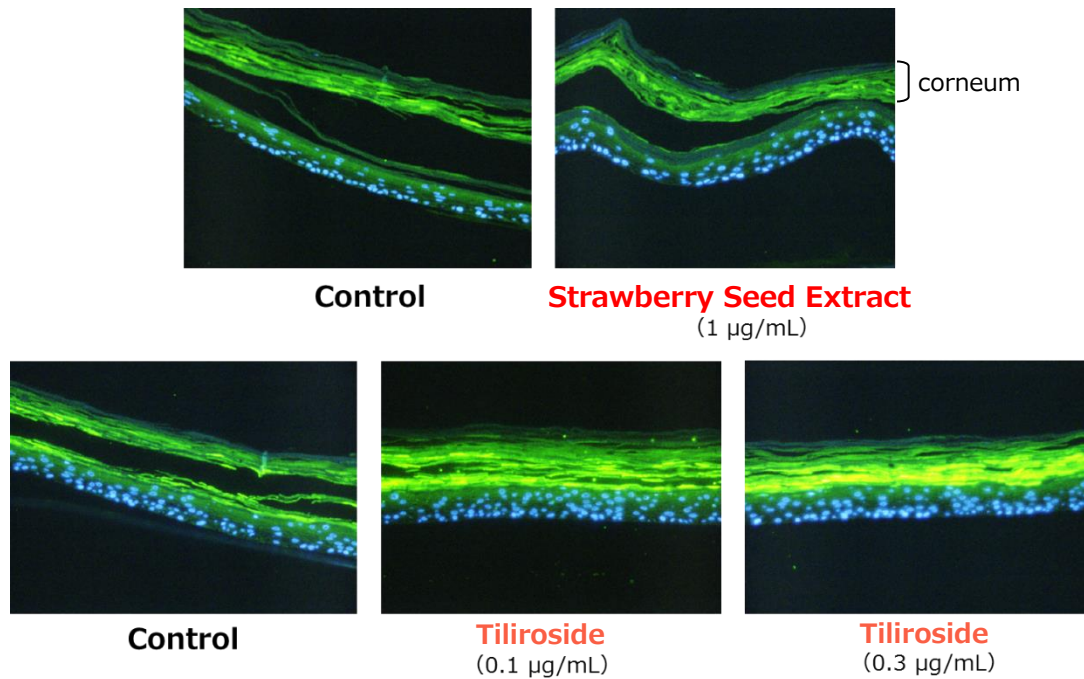 corneum
Control
Strawberry Seed Extract
（1 μg/mL）
Control
Tiliroside
（0.1 μg/mL）
Tiliroside
（0.3 μg/mL）